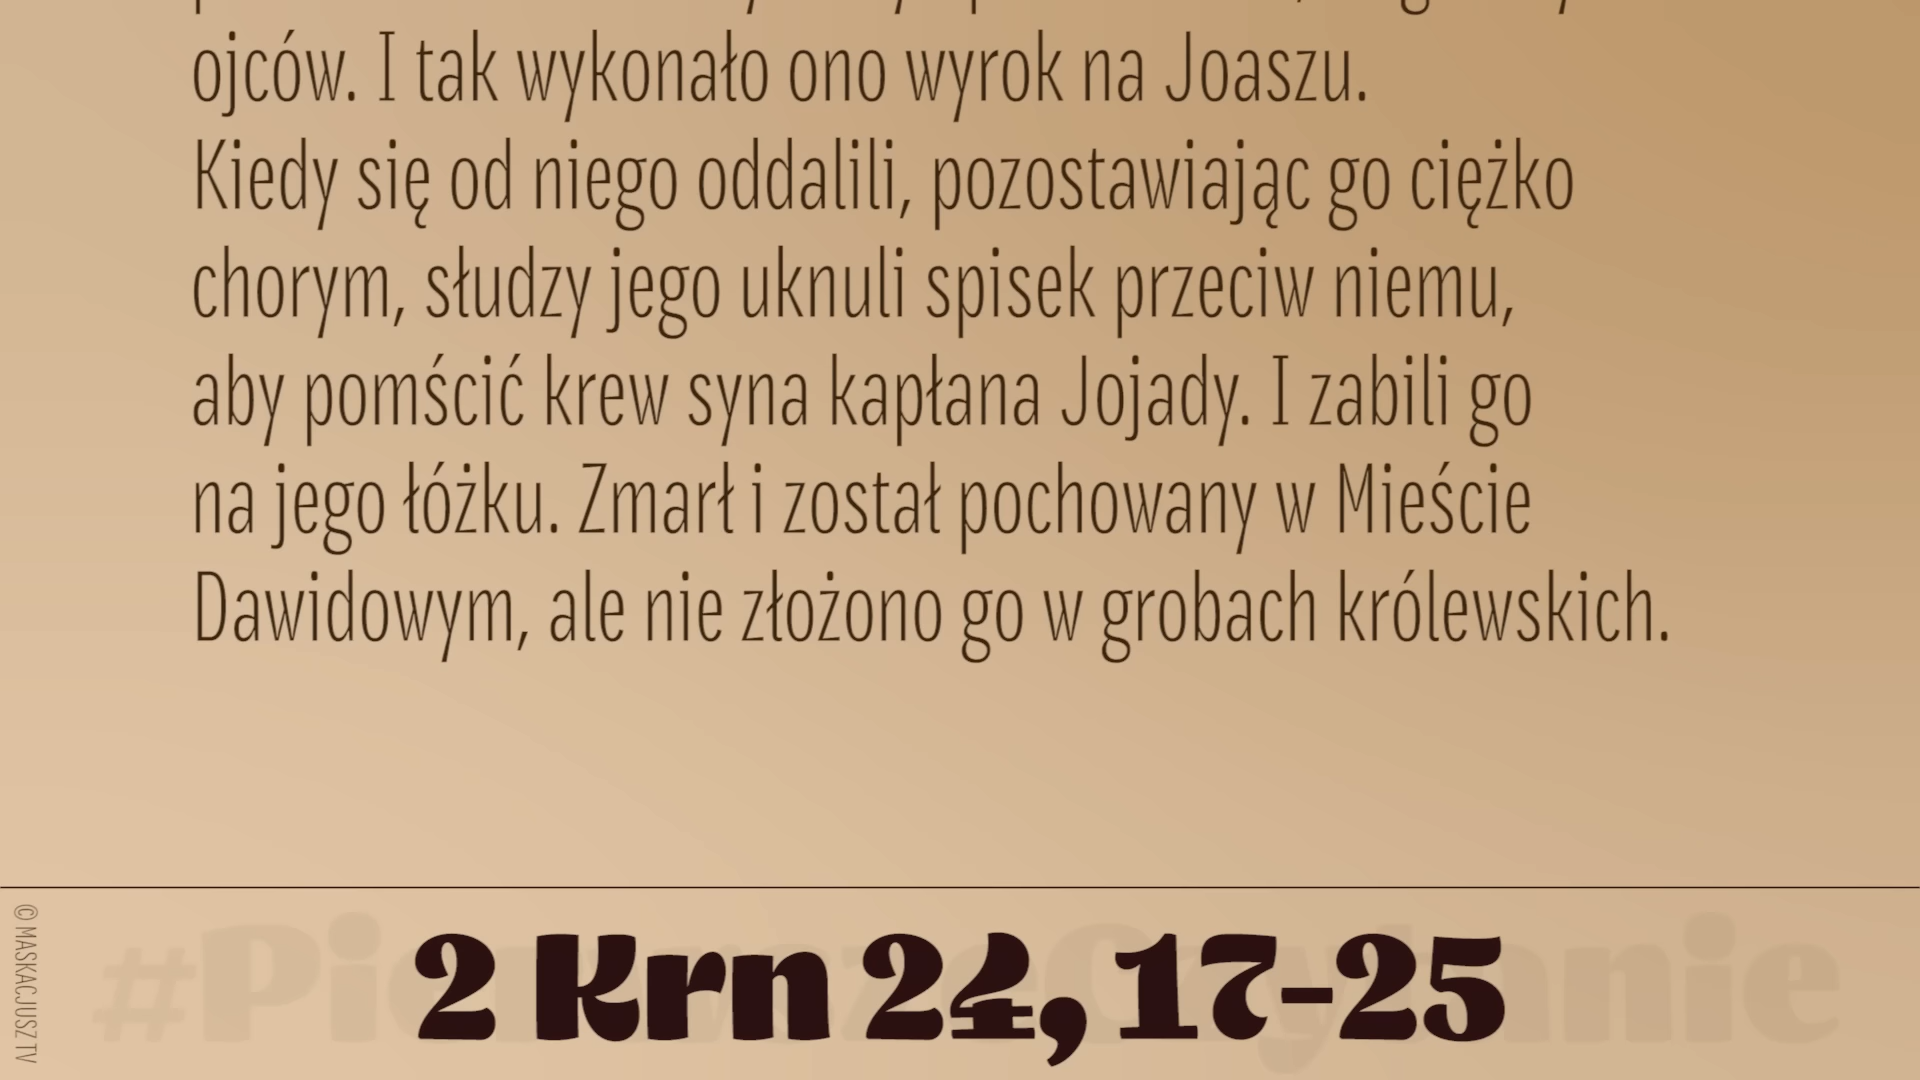 ojców. I tak wykonało ono wyrok na Joaszu.
Kiedy się od niego oddalili, pozostawiając go ciężko
chorym, słudzy jego uknuli spisek przeciw niemu,
aby pomścić krew syna kapłana Jojady. I zabili go
na jego łóżku. Zmarł i został pochowany w Mieście
Dawidowym, ale nie złożono go w grobach królewskich.
#PierwszeCzytanie
2 Krn 24, 17-25
© MASKACJUSZ TV